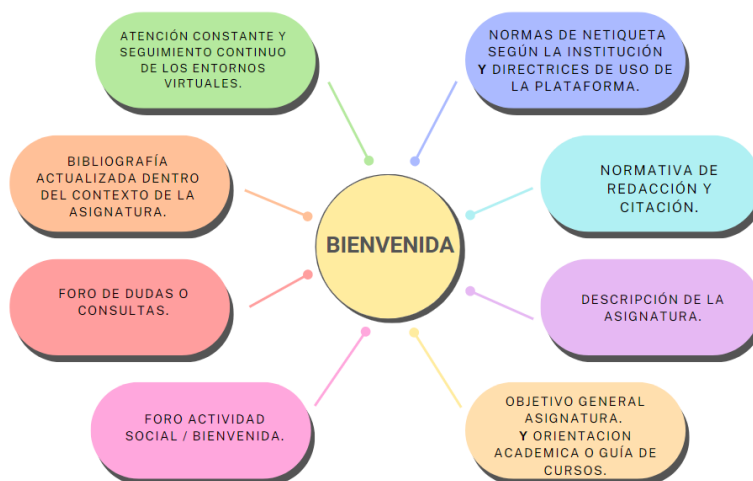 ATENCIÓN CONSTANTE Y
SEGUIMIENTO CONTINUO
DE LOS ENTORNOS
VIRTUALES.
NORMAS DE NETIQUETA
SEGÚN LA INSTITUCIÓN
Y DIRECTRICES DE USO DE
LA PLATAFORMA.
BIBLIOGRAFÍA
ACTUALIZADA DENTRO
DEL CONTEXTO DE LA
ASIGNATURA.
NORMATIVA DE
REDACCIÓN Y
CITACIÓN.
BIENVENIDA
FORO DE DUDAS O
CONSULTAS.
DESCRIPCIÓN DE LA
ASIGNATURA.
FORO ACTIVIDAD
SOCIAL / BIENVENIDA.
OBJETIVO GENERAL
ASIGNATURA.
Y ORIENTACION
ACADEMICA O GUÍA DE
CURSOS.